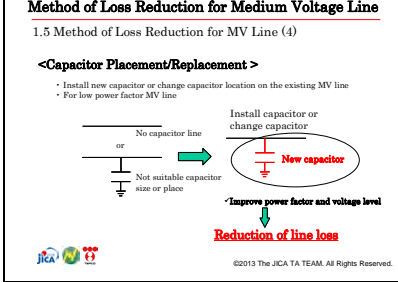 Method of Loss Reduction for Medium Voltage Line
1.5 Method of Loss Reduction for MV Line (4)
<Capacitor Placement/Replacement >
・Install new capacitor or change capacitor location on the existing MV line
・For low power factor MV line
No capacitor line
or
Not suitable capacitor
size or place
Install capacitor or
change capacitor
New capacitor
✓Improve power factor and voltage level
Reduction of line loss
jica
TEPCO
©2013 The JICA TA TEAM. All Rights Reserved.